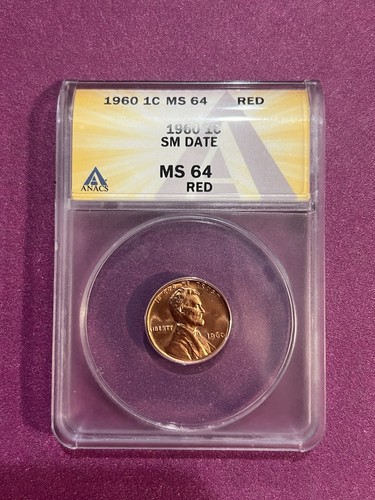 1960 1C MS 64 RED
1960 1C
SM DATE
MS 64
RED
ANACS
LIBERTY
1960